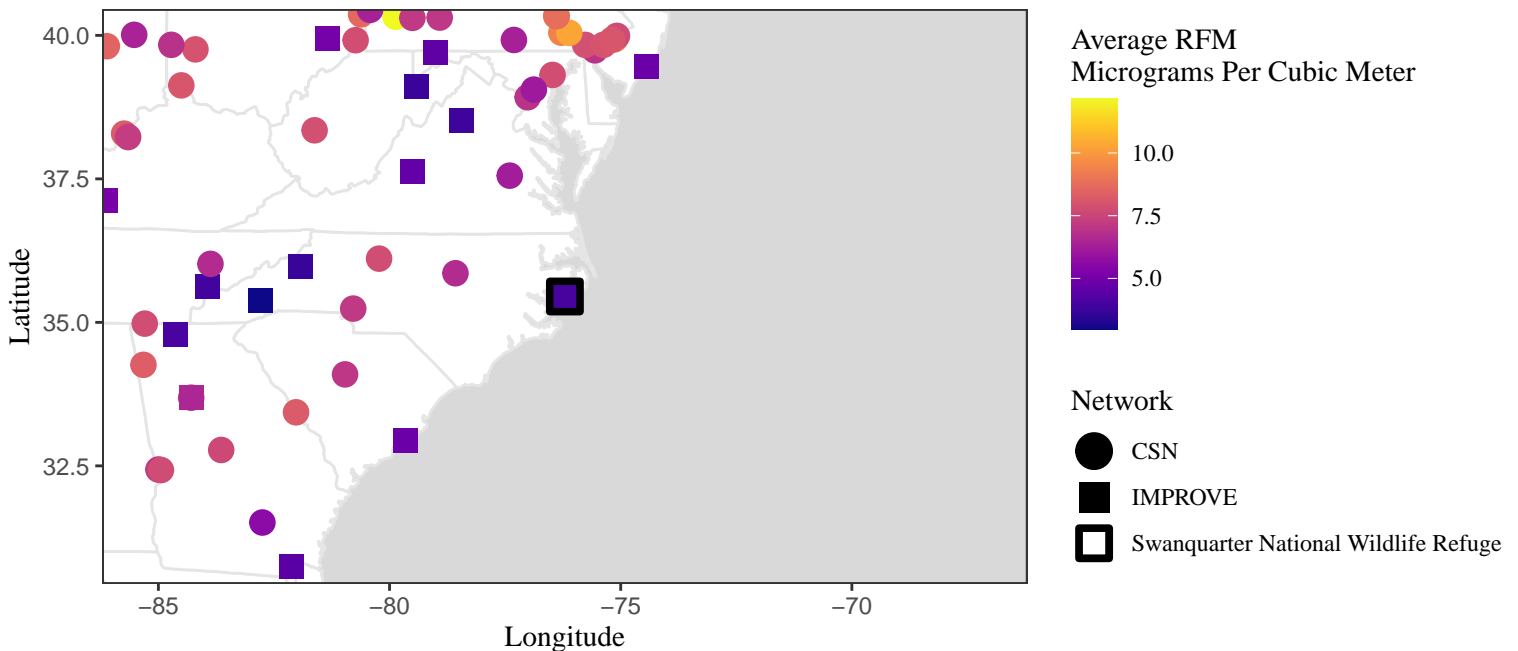 40.0
37.5
35.0
32.5
Latitude
−85
−80
−75
−70
Longitude
Average RFM
Micrograms Per Cubic Meter
10.0
7.5
5.0
Network
CSN
IMPROVE
Swanquarter National Wildlife Refuge